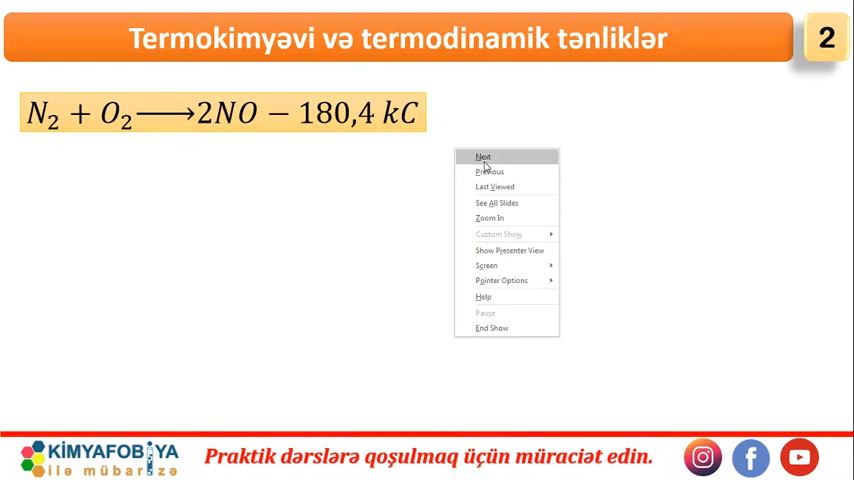 Termokimyəvi və termodinamik tənliklər
2
N₂ + O₂⟶2NO − 180,4 kC
Next
Previous
Last Viewed
See All Slides
Zoom In
Custom Show
Show Presenter View
Screen
Pointer Options
Help
Pause
End Show
KİMYAFOBİYA
ilə mübarizə
Praktik dərslərə qoşulmaq üçün müraciət edin.